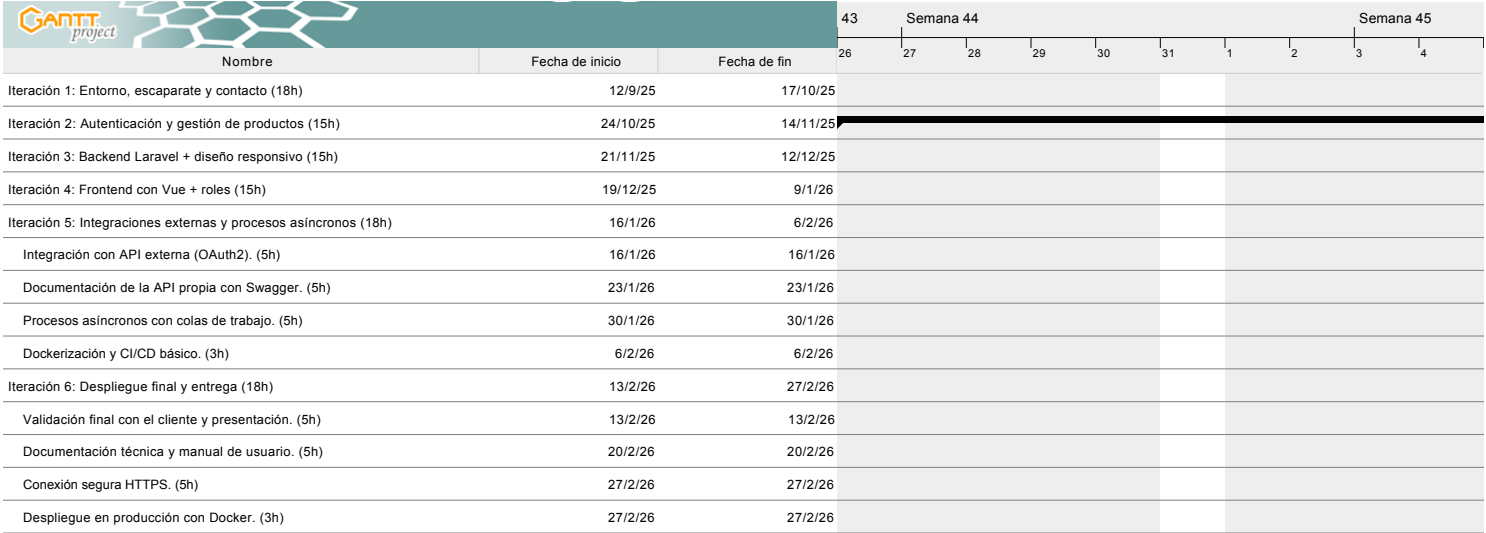 GANTT project
43 Semana 44 Semana 45
Nombre Fecha de inicio Fecha de fin
26 27 28 29 30 31 1 2 3 4
Iteración 1: Entorno, escaparate y contacto (18h) 12/9/25 17/10/25
Iteración 2: Autenticación y gestión de productos (15h) 24/10/25 14/11/25
Iteración 3: Backend Laravel + diseño responsivo (15h) 21/11/25 12/12/25
Iteración 4: Frontend con Vue + roles (15h) 19/12/25 9/1/26
Iteración 5: Integraciones externas y procesos asíncronos (18h) 16/1/26 6/2/26
Integración con API externa (OAuth2). (5h) 16/1/26 16/1/26
Documentación de la API propia con Swagger. (5h) 23/1/26 23/1/26
Procesos asíncronos con colas de trabajo. (5h) 30/1/26 30/1/26
Dockerización y CI/CD básico. (3h) 6/2/26 6/2/26
Iteración 6: Despliegue final y entrega (18h) 13/2/26 27/2/26
Validación final con el cliente y presentación. (5h) 13/2/26 13/2/26
Documentación técnica y manual de usuario. (5h) 20/2/26 20/2/26
Conexión segura HTTPS. (5h) 27/2/26 27/2/26
Despliegue en producción con Docker. (3h) 27/2/26 27/2/26